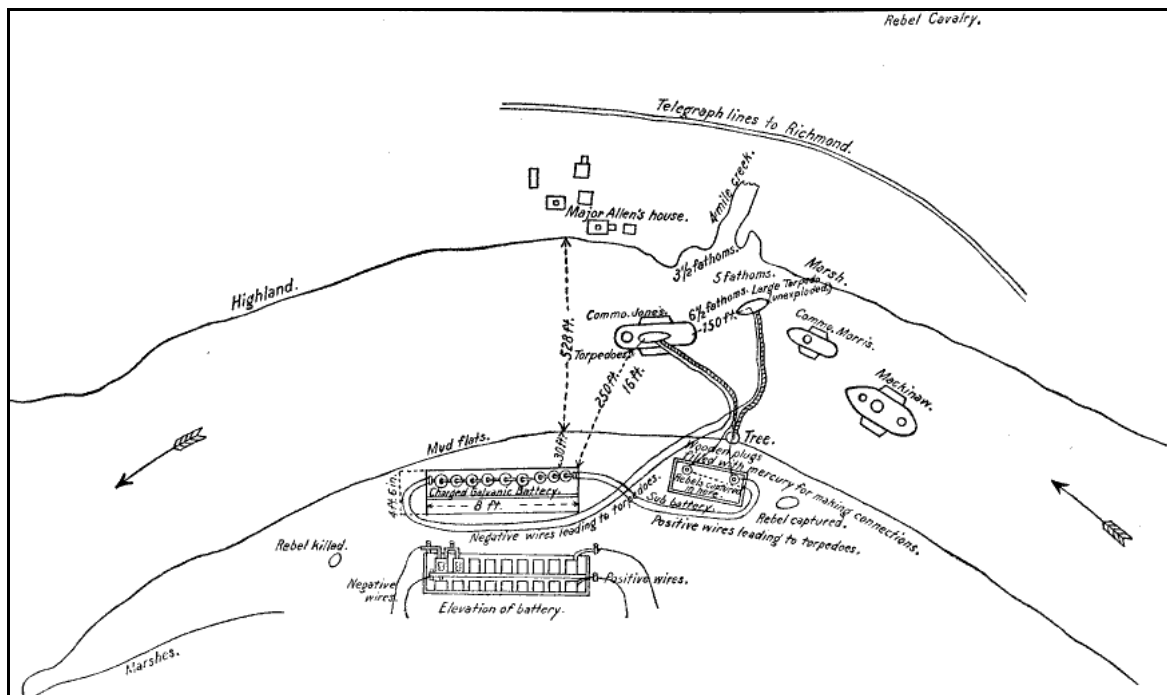 Rebel Cavalry.
Telegraph lines to Richmond.
4 mile creek.
Major Allen's house.
3½ fathoms.
Marsh.
5 fathoms.
Highland.
Large Torpedo
(unexploded)
6½ fathoms.
150 ft.
Commo. Jones.
Commo. Morris.
528 ft.
Torpedoes.
250 ft.
16 ft.
Mackinaw.
Mud flats.
30 ft.
Tree.
Wooden plugs
filled with mercury for making connections.
4 ft. 6 in.
Charged Galvanic Battery.
8 ft.
Rebels captured
in here.
Sub battery.
Rebel captured.
Negative wires leading to torpedoes.
Positive wires leading to torpedoes.
Rebel killed.
Negative
wires.
Positive wires.
Elevation of battery.
Marshes.